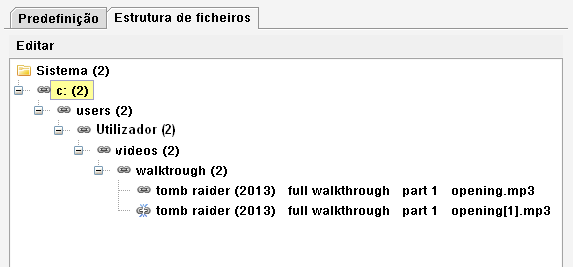 Predefinição Estrutura de ficheiros
Editar
Sistema (2)
c: (2)
users (2)
Utilizador (2)
videos (2)
walktrough (2)
tomb raider (2013) full walkthrough part 1 opening.mp3
tomb raider (2013) full walkthrough part 1 opening[1].mp3